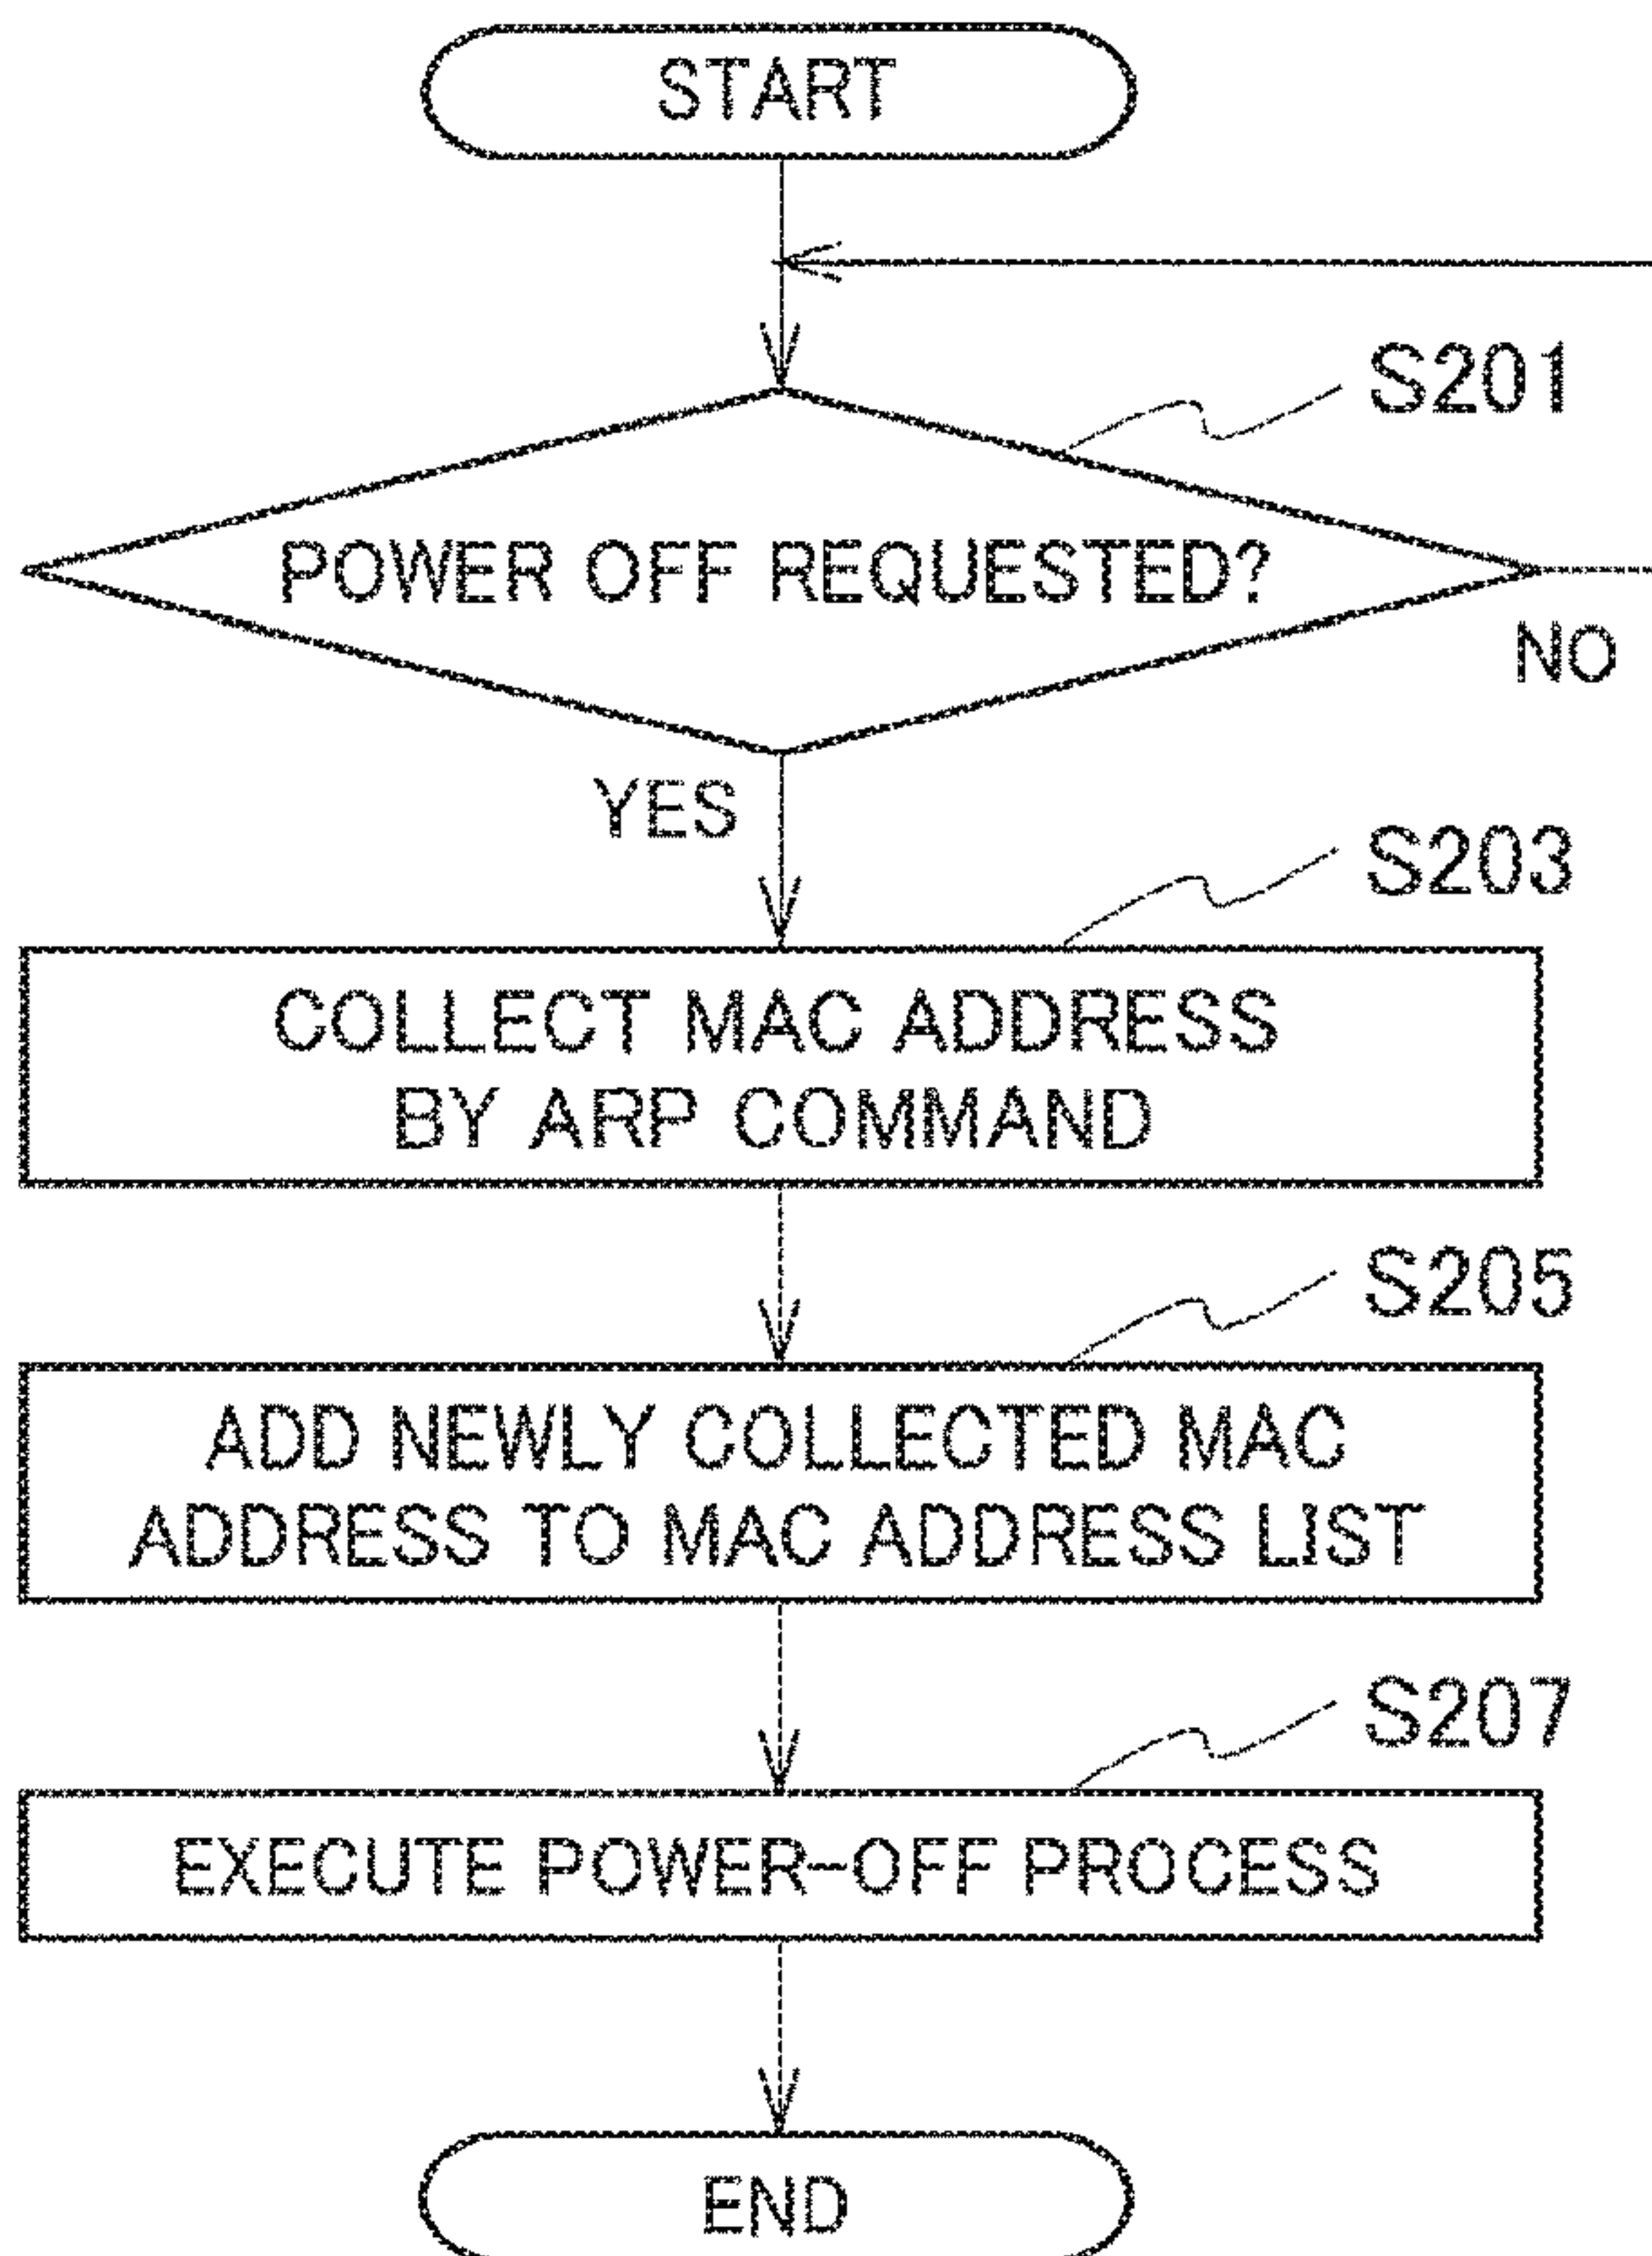 START
S201
POWER OFF REQUESTED?
NO
YES
S203
COLLECT MAC ADDRESS
BY ARP COMMAND
S205
ADD NEWLY COLLECTED MAC
ADDRESS TO MAC ADDRESS LIST
S207
EXECUTE POWER-OFF PROCESS
END